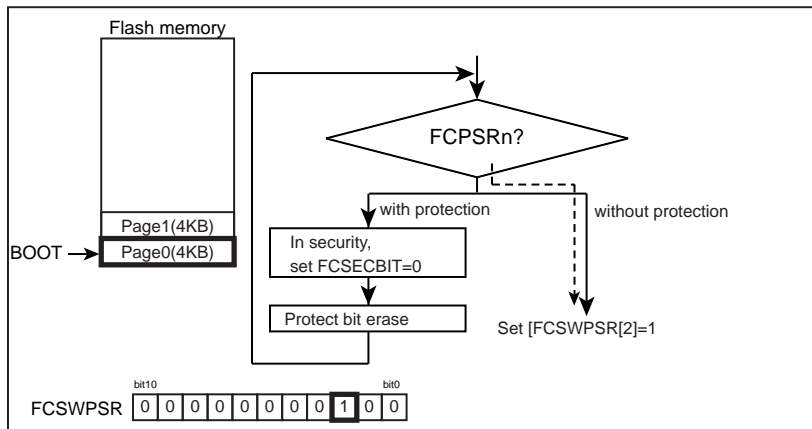 Flash memory
FCPSRn?
Page1(4KB)
BOOT
Page0(4KB)
with protection
without protection
In security,
set FCSECBIT=0
Protect bit erase
Set [FCSWPSR[2]=1
bit10
bit0
FCSWPSR 0 0 0 0 0 0 0 0 1 0 0